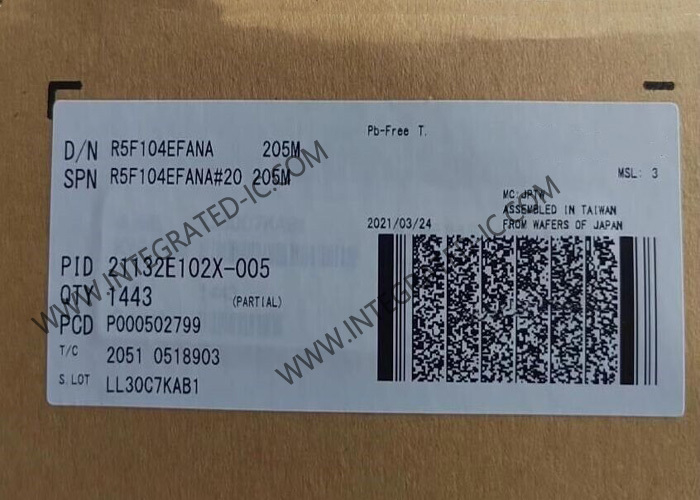 Pb-Free T.
D/N R5F104EFANA 205M
SPN R5F104EFANA#20 205M
MSL: 3
MC:JPTW
ASSEMBLED IN TAIWAN
2021/03/24 FROM WAFERS OF JAPAN
PID 21132E102X-005
QTY 1443 (PARTIAL)
PCD P000502799
T/C 2051 0518903
S.LOT LL30C7KAB1
WWW.INTEGRATED-IC.COM
WWW.INTEGRATED-IC.COM